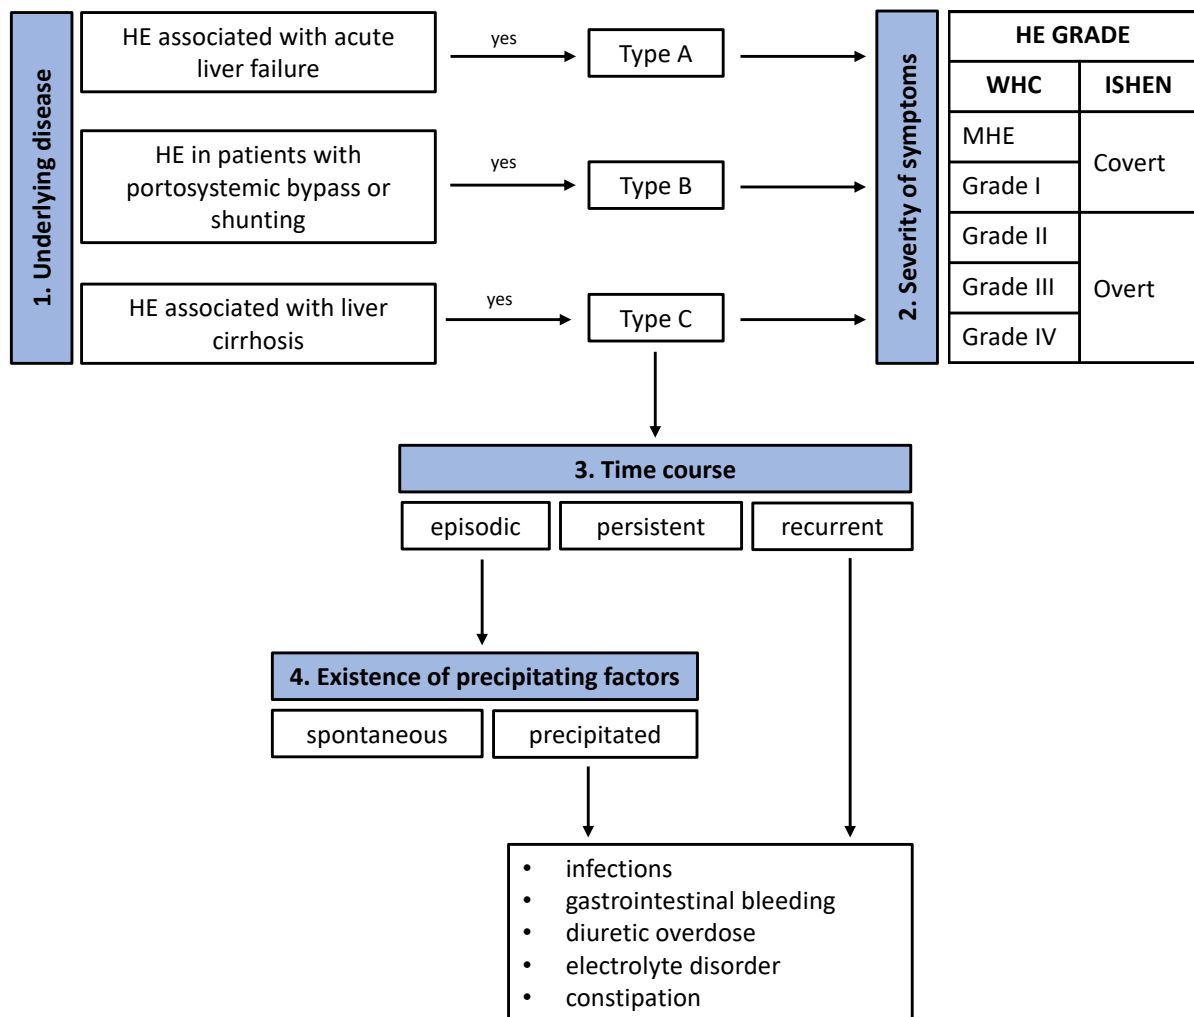 1. Underlying disease
HE associated with acute
liver failure
yes
Type A
HE in patients with
portosystemic bypass or
shunting
yes
Type B
HE associated with liver
cirrhosis
yes
Type C
2. Severity of symptoms
HE GRADE
WHC
ISHEN
MHE
Grade I
Covert
Grade II
Grade III
Grade IV
Overt
3. Time course
episodic
persistent
recurrent
4. Existence of precipitating factors
spontaneous
precipitated
• infections
• gastrointestinal bleeding
• diuretic overdose
• electrolyte disorder
• constipation